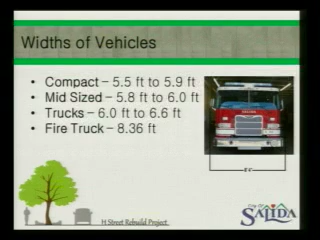 Widths of Vehicles
• Compact – 5.5 ft to 5.9 ft
• Mid Sized – 5.8 ft to 6.0 ft
• Trucks – 6.0 ft to 6.6 ft
• Fire Truck – 8.36 ft
H Street Rebuild Project
City Of
SALIDA